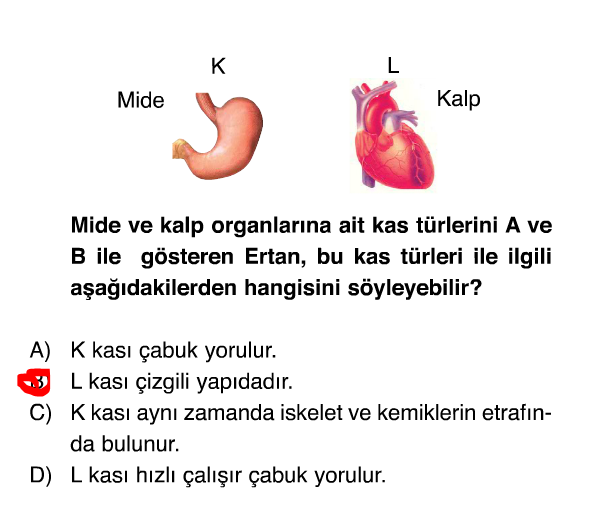 K
L
Mide
Kalp
Mide ve kalp organlarına ait kas türlerini A ve
B ile gösteren Ertan, bu kas türleri ile ilgili
aşağıdakilerden hangisini söyleyebilir?
A) K kası çabuk yorulur.
B) L kası çizgili yapıdadır.
C) K kası aynı zamanda iskelet ve kemiklerin etrafın-
da bulunur.
D) L kası hızlı çalışır çabuk yorulur.